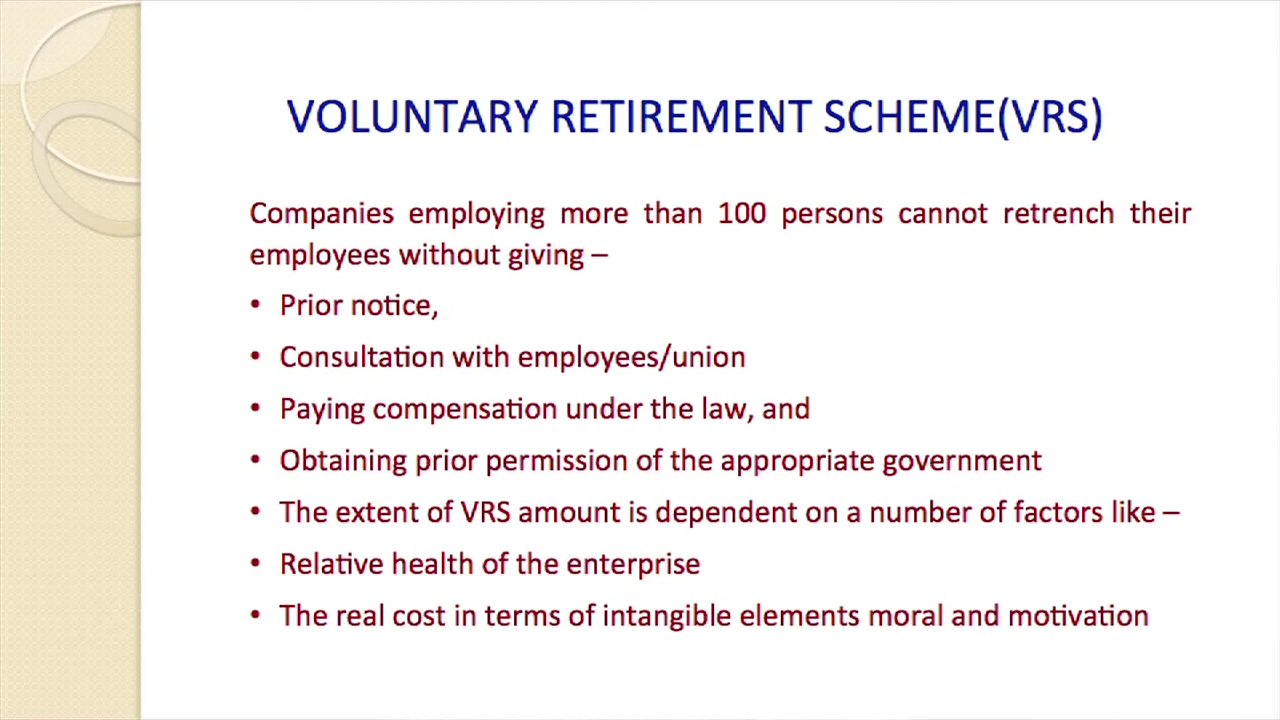 VOLUNTARY RETIREMENT SCHEME(VRS)
Companies employing more than 100 persons cannot retrench their
employees without giving –
• Prior notice,
• Consultation with employees/union
• Paying compensation under the law, and
• Obtaining prior permission of the appropriate government
• The extent of VRS amount is dependent on a number of factors like –
• Relative health of the enterprise
• The real cost in terms of intangible elements moral and motivation